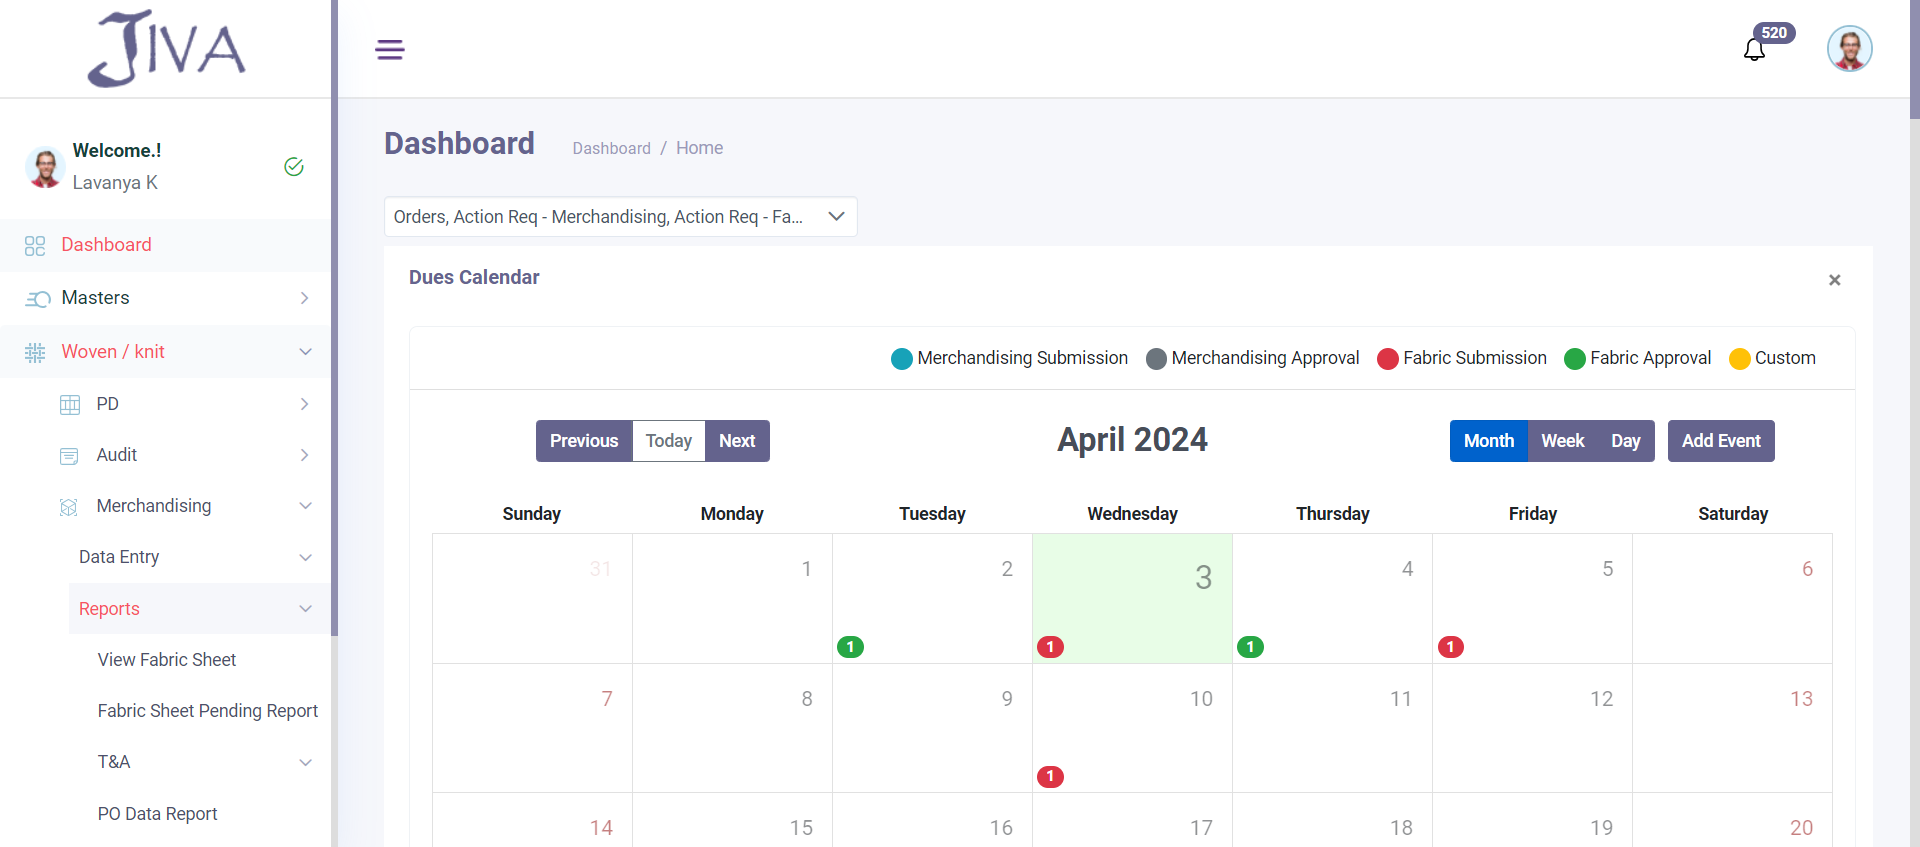 JIVA
520
Welcome.!
Lavanya K
Dashboard
Masters
Woven / knit
PD
Audit
Merchandising
Data Entry
Reports
View Fabric Sheet
Fabric Sheet Pending Report
T&A
PO Data Report
Dashboard
Dashboard / Home
Orders, Action Req - Merchandising, Action Req - Fa...
Dues Calendar
×
Merchandising Submission Merchandising Approval Fabric Submission Fabric Approval Custom
Previous Today Next
April 2024
Month Week Day Add Event
Sunday Monday Tuesday Wednesday Thursday Friday Saturday
31 1 2 3 4 5 6
1 1 1 1
7 8 9 10 11 12 13
1
14 15 16 17 18 19 20